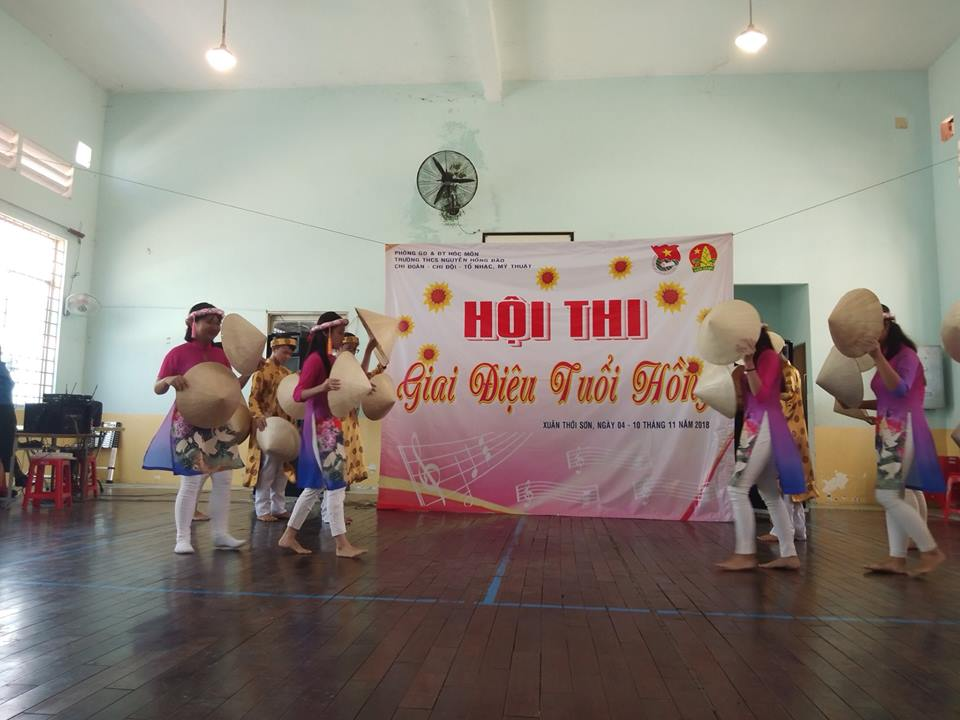 PHÒNG GD & ĐT HÓC MÔN
TRƯỜNG THCS NGUYỄN HỒNG ĐÀO
CHI ĐOÀN - CHI ĐỘI - TỔ NHẠC, MỸ THUẬT
HỘI THI
Giai Điệu Tuổi Hồng
XUÂN THỚI SƠN, NGÀY 04 - 10 THÁNG 11 NĂM 2018